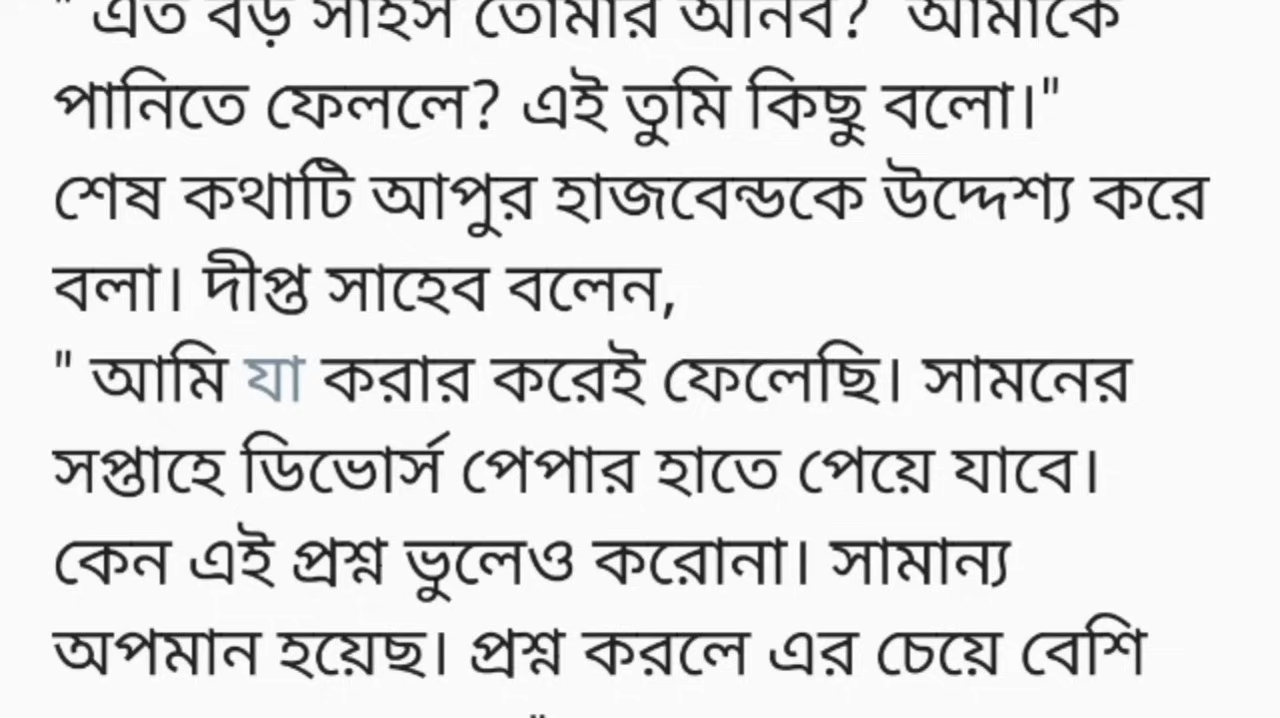 " এত বড় সাহস তোমার আনব? আমাকে
পানিতে ফেললে? এই তুমি কিছু বলো।"
শেষ কথাটি আপুর হাজবেন্ডকে উদ্দেশ্য করে
বলা। দীপ্ত সাহেব বলেন,
" আমি যা করার করেই ফেলেছি। সামনের
সপ্তাহে ডিভোর্স পেপার হাতে পেয়ে যাবে।
কেন এই প্রশ্ন ভুলেও করোনা। সামান্য
অপমান হয়েছ। প্রশ্ন করলে এর চেয়ে বেশি